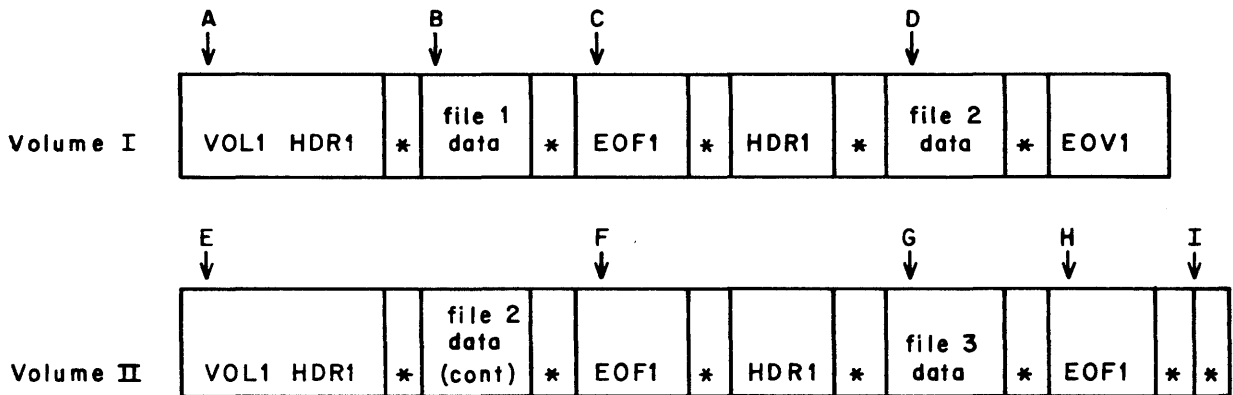 A B C D
Volume I VOL1 HDR1 * file 1 data * EOF1 * HDR1 * file 2 data * EOV1
E F G H I
Volume II VOL1 HDR1 * file 2 data (cont) * EOF1 * HDR1 * file 3 data * EOF1 * *